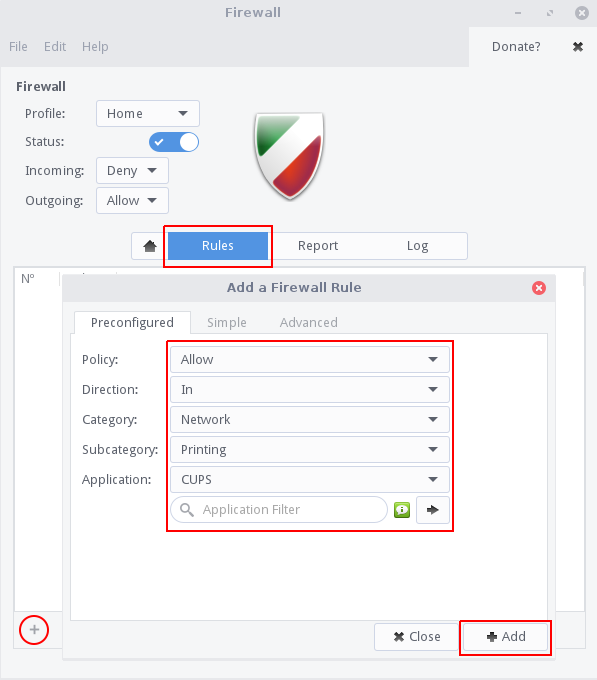 Firewall
File Edit Help Donate?
Firewall
Profile: Home
Status:
Incoming: Deny
Outgoing: Allow
Rules Report Log
Nº
Add a Firewall Rule
Preconfigured Simple Advanced
Policy: Allow
Direction: In
Category: Network
Subcategory: Printing
Application: CUPS
Application Filter
Close Add